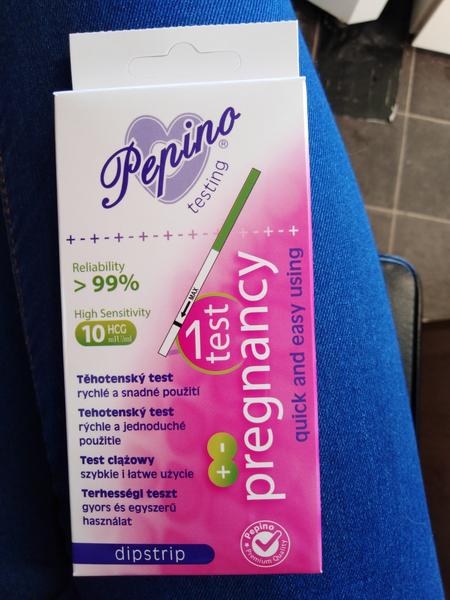 Pepino®
testing
+ - + - + - + - + - + - + - + - + - +
Reliability
> 99%
High Sensitivity
10 HCG
mIU/ml
MAX
1
test
pregnancy
quick and easy using
+ -
Těhotenský test
rychlé a snadné použití
Tehotenský test
rýchle a jednoduché
použitie
Test ciążowy
szybkie i łatwe użycie
Terhességi teszt
gyors és egyszerű
használat
dipstrip
Pepino
Premium Quality